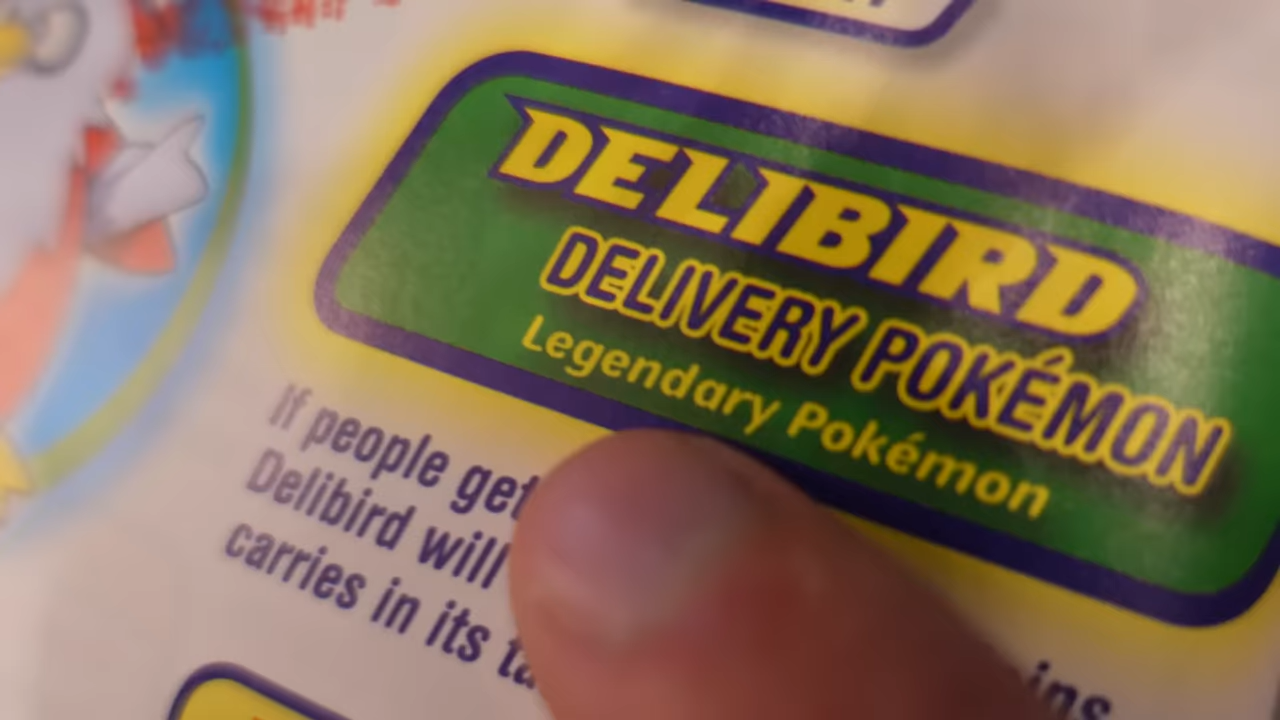 DELIBIRD
DELIVERY POKÉMON
Legendary Pokémon
If people get
Delibird will
carries in its